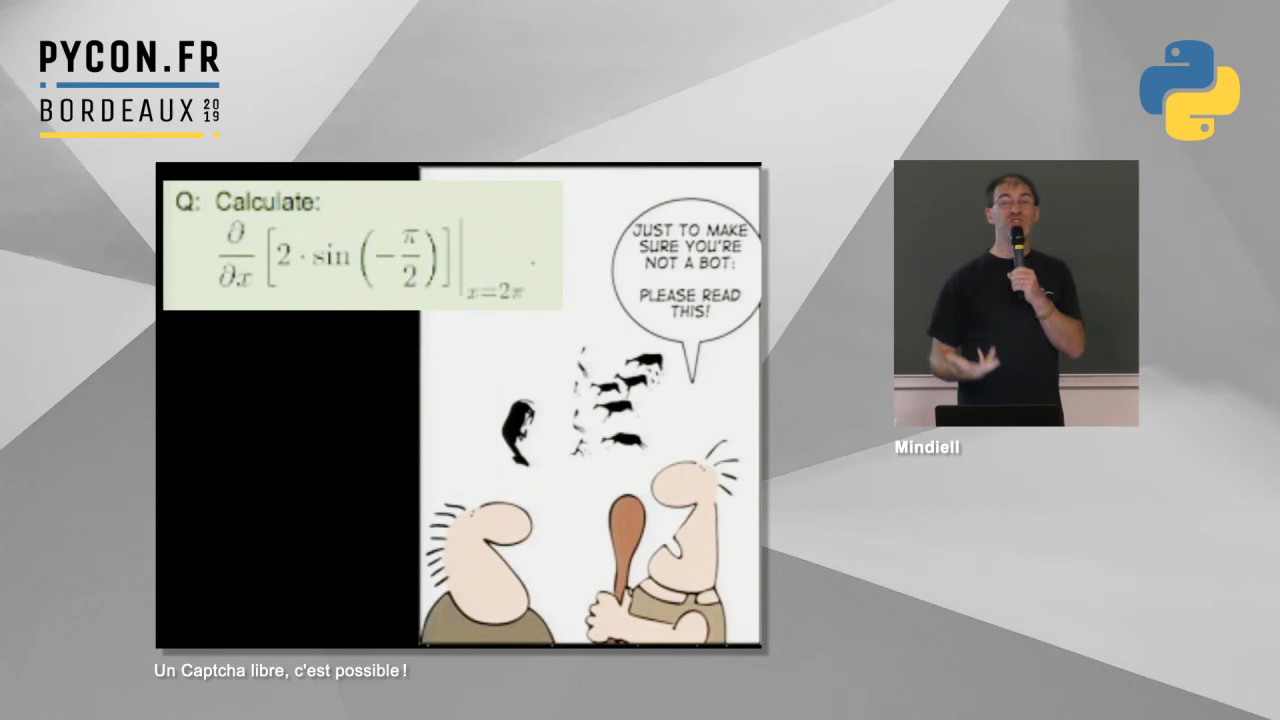 PYCON.FR
BORDEAUX 2019
Q: Calculate:
∂/∂x [2 · sin (−π/2)] |x=2π .
JUST TO MAKE
SURE YOU'RE
NOT A BOT:
PLEASE READ
THIS!
Mindiell
Un Captcha libre, c'est possible !